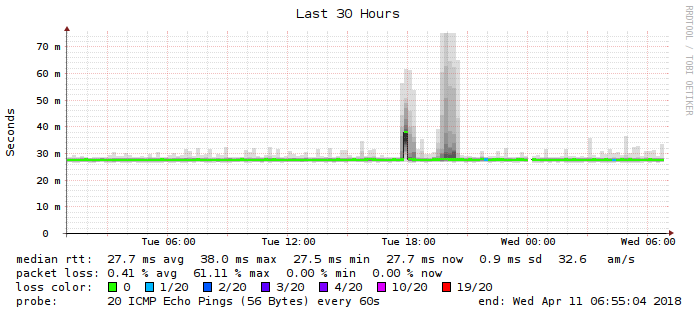 Last 30 Hours
RRDTOOL / TOBI OETIKER
Seconds
70 m
60 m
50 m
40 m
30 m
20 m
10 m
0
Tue 06:00 Tue 12:00 Tue 18:00 Wed 00:00 Wed 06:00
median rtt: 27.7 ms avg 38.0 ms max 27.5 ms min 27.7 ms now 0.9 ms sd 32.6 am/s
packet loss: 0.41 % avg 61.11 % max 0.00 % min 0.00 % now
loss color: 0 1/20 2/20 3/20 4/20 10/20 19/20
probe: 20 ICMP Echo Pings (56 Bytes) every 60s end: Wed Apr 11 06:55:04 2018